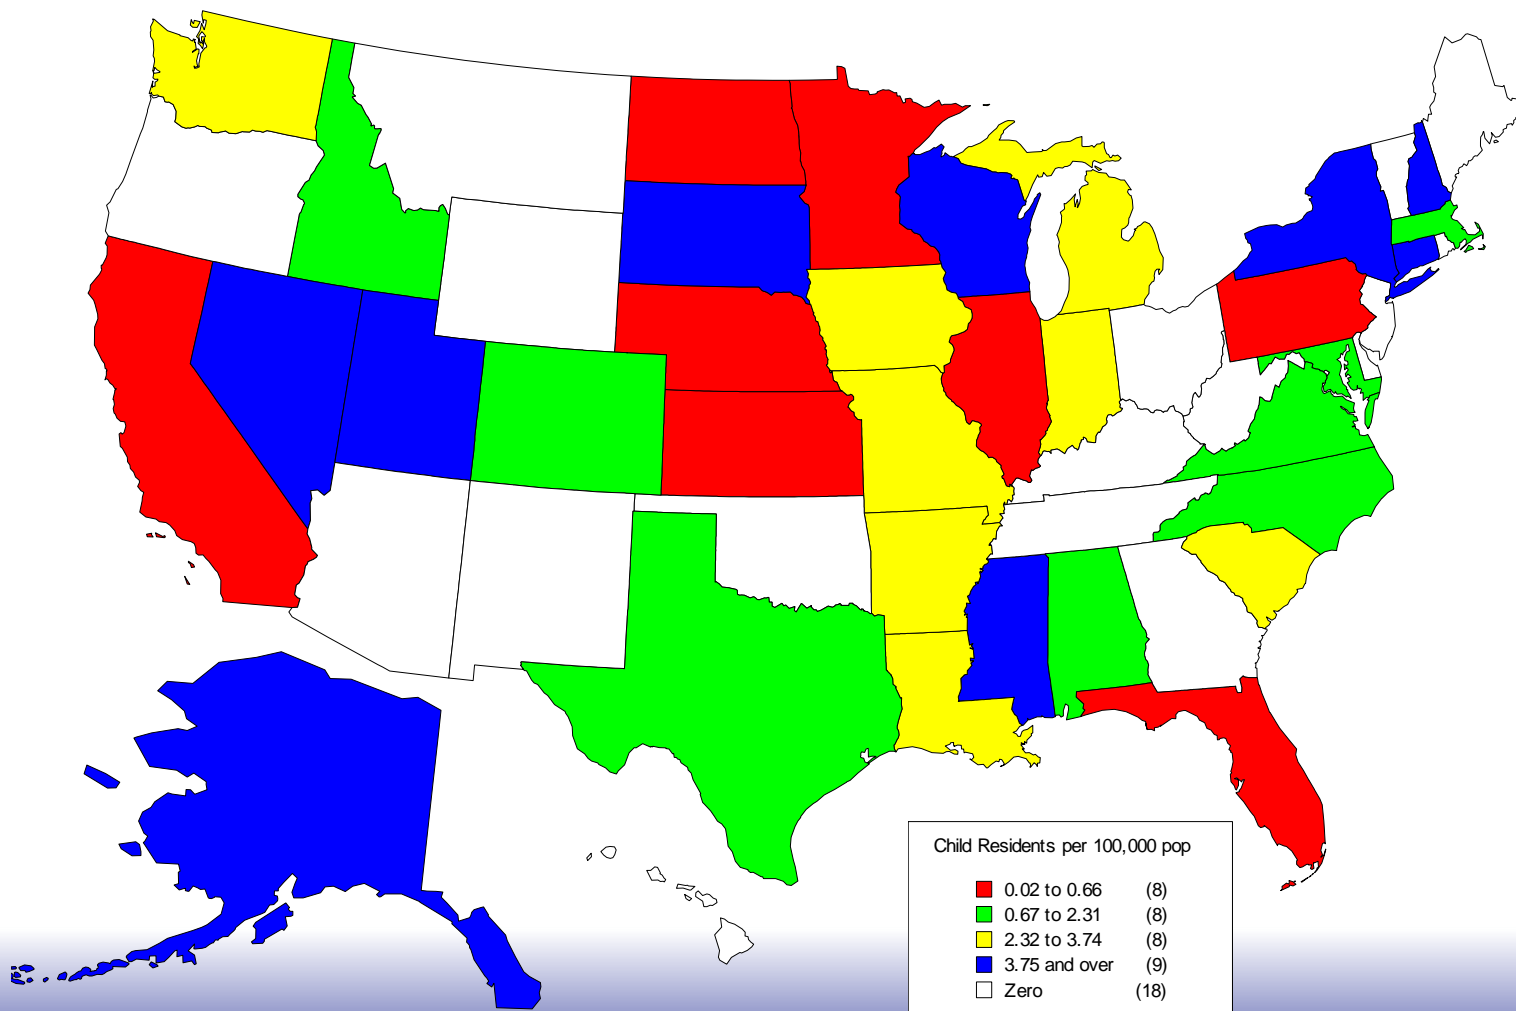 Child Residents per 100,000 pop
0.02 to 0.66 (8)
0.67 to 2.31 (8)
2.32 to 3.74 (8)
3.75 and over (9)
Zero (18)